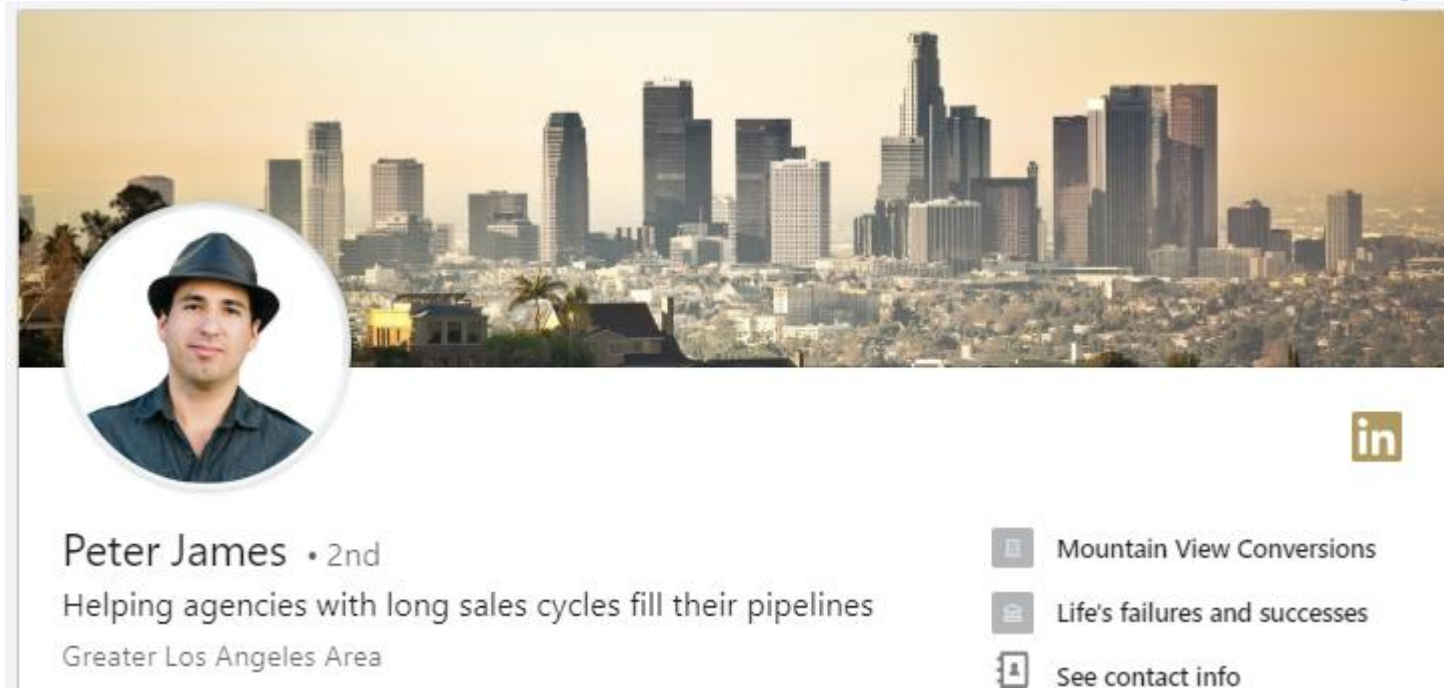 in
Peter James • 2nd
Helping agencies with long sales cycles fill their pipelines
Greater Los Angeles Area
Mountain View Conversions
Life's failures and successes
See contact info